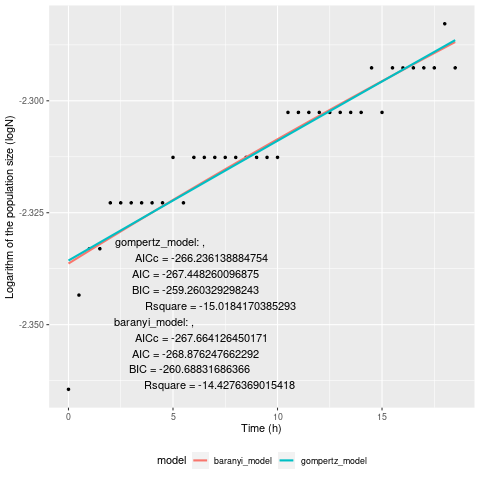 Logarithm of the population size (logN)
-2.300
-2.325
-2.350
gompertz_model: ,
AICc = -266.236138884754
AIC = -267.448260096875
BIC = -259.260329298243
Rsquare = -15.0184170385293
baranyi_model: ,
AICc = -267.664126450171
AIC = -268.876247662292
BIC = -260.68831686366
Rsquare = -14.4276369015418
0 5 10 15
Time (h)
model baranyi_model gompertz_model